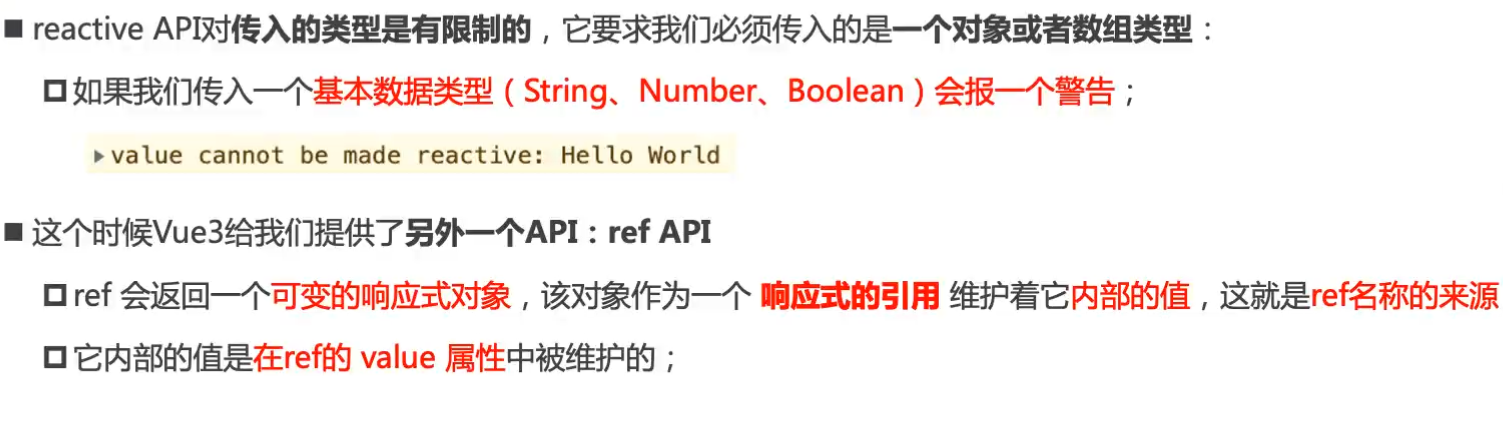 ■ reactive API对传入的类型是有限制的，它要求我们必须传入的是一个对象或者数组类型：
如果我们传入一个基本数据类型（String、Number、Boolean）会报一个警告；
value cannot be made reactive: Hello World
■ 这个时候Vue3给我们提供了另外一个API：ref API
ref 会返回一个可变的响应式对象，该对象作为一个 响应式的引用 维护着它内部的值，这就是ref名称的来源
它内部的值是在ref的 value 属性中被维护的；